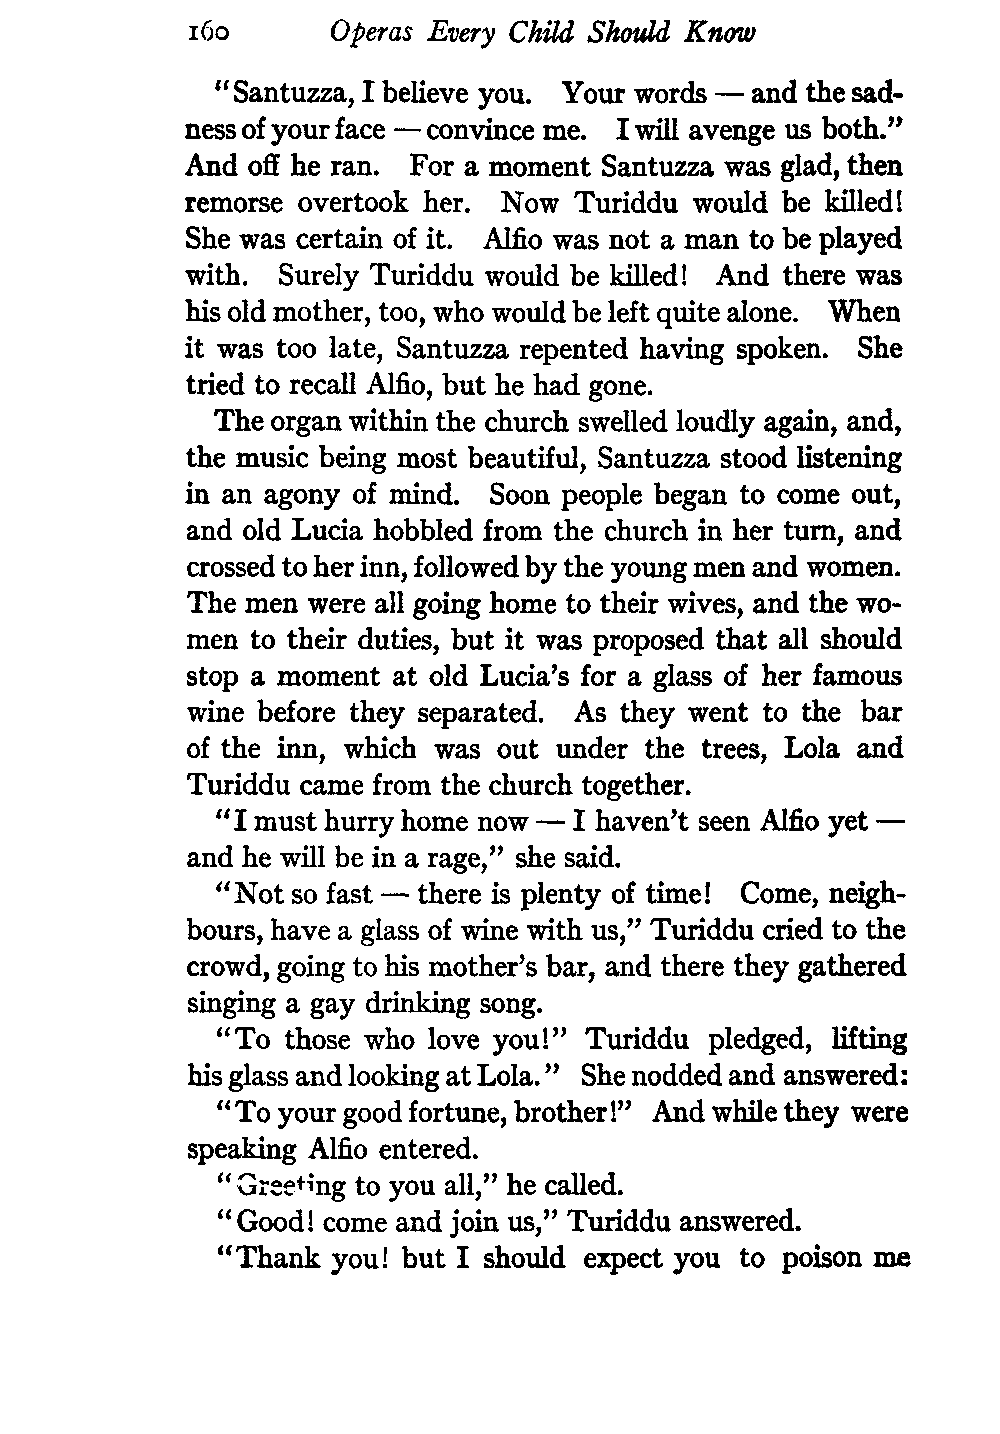 160 Operas Every Child Should Know
"Santuzza, I believe you. Your words — and the sad-
ness of your face — convince me. I will avenge us both."
And off he ran. For a moment Santuzza was glad, then
remorse overtook her. Now Turiddu would be killed!
She was certain of it. Alfio was not a man to be played
with. Surely Turiddu would be killed! And there was
his old mother, too, who would be left quite alone. When
it was too late, Santuzza repented having spoken. She
tried to recall Alfio, but he had gone.
The organ within the church swelled loudly again, and,
the music being most beautiful, Santuzza stood listening
in an agony of mind. Soon people began to come out,
and old Lucia hobbled from the church in her turn, and
crossed to her inn, followed by the young men and women.
The men were all going home to their wives, and the wo-
men to their duties, but it was proposed that all should
stop a moment at old Lucia's for a glass of her famous
wine before they separated. As they went to the bar
of the inn, which was out under the trees, Lola and
Turiddu came from the church together.
"I must hurry home now — I haven't seen Alfio yet —
and he will be in a rage," she said.
"Not so fast — there is plenty of time! Come, neigh-
bours, have a glass of wine with us," Turiddu cried to the
crowd, going to his mother's bar, and there they gathered
singing a gay drinking song.
"To those who love you!" Turiddu pledged, lifting
his glass and looking at Lola." She nodded and answered:
"To your good fortune, brother!" And while they were
speaking Alfio entered.
"Greeting to you all," he called.
"Good! come and join us," Turiddu answered.
"Thank you! but I should expect you to poison me